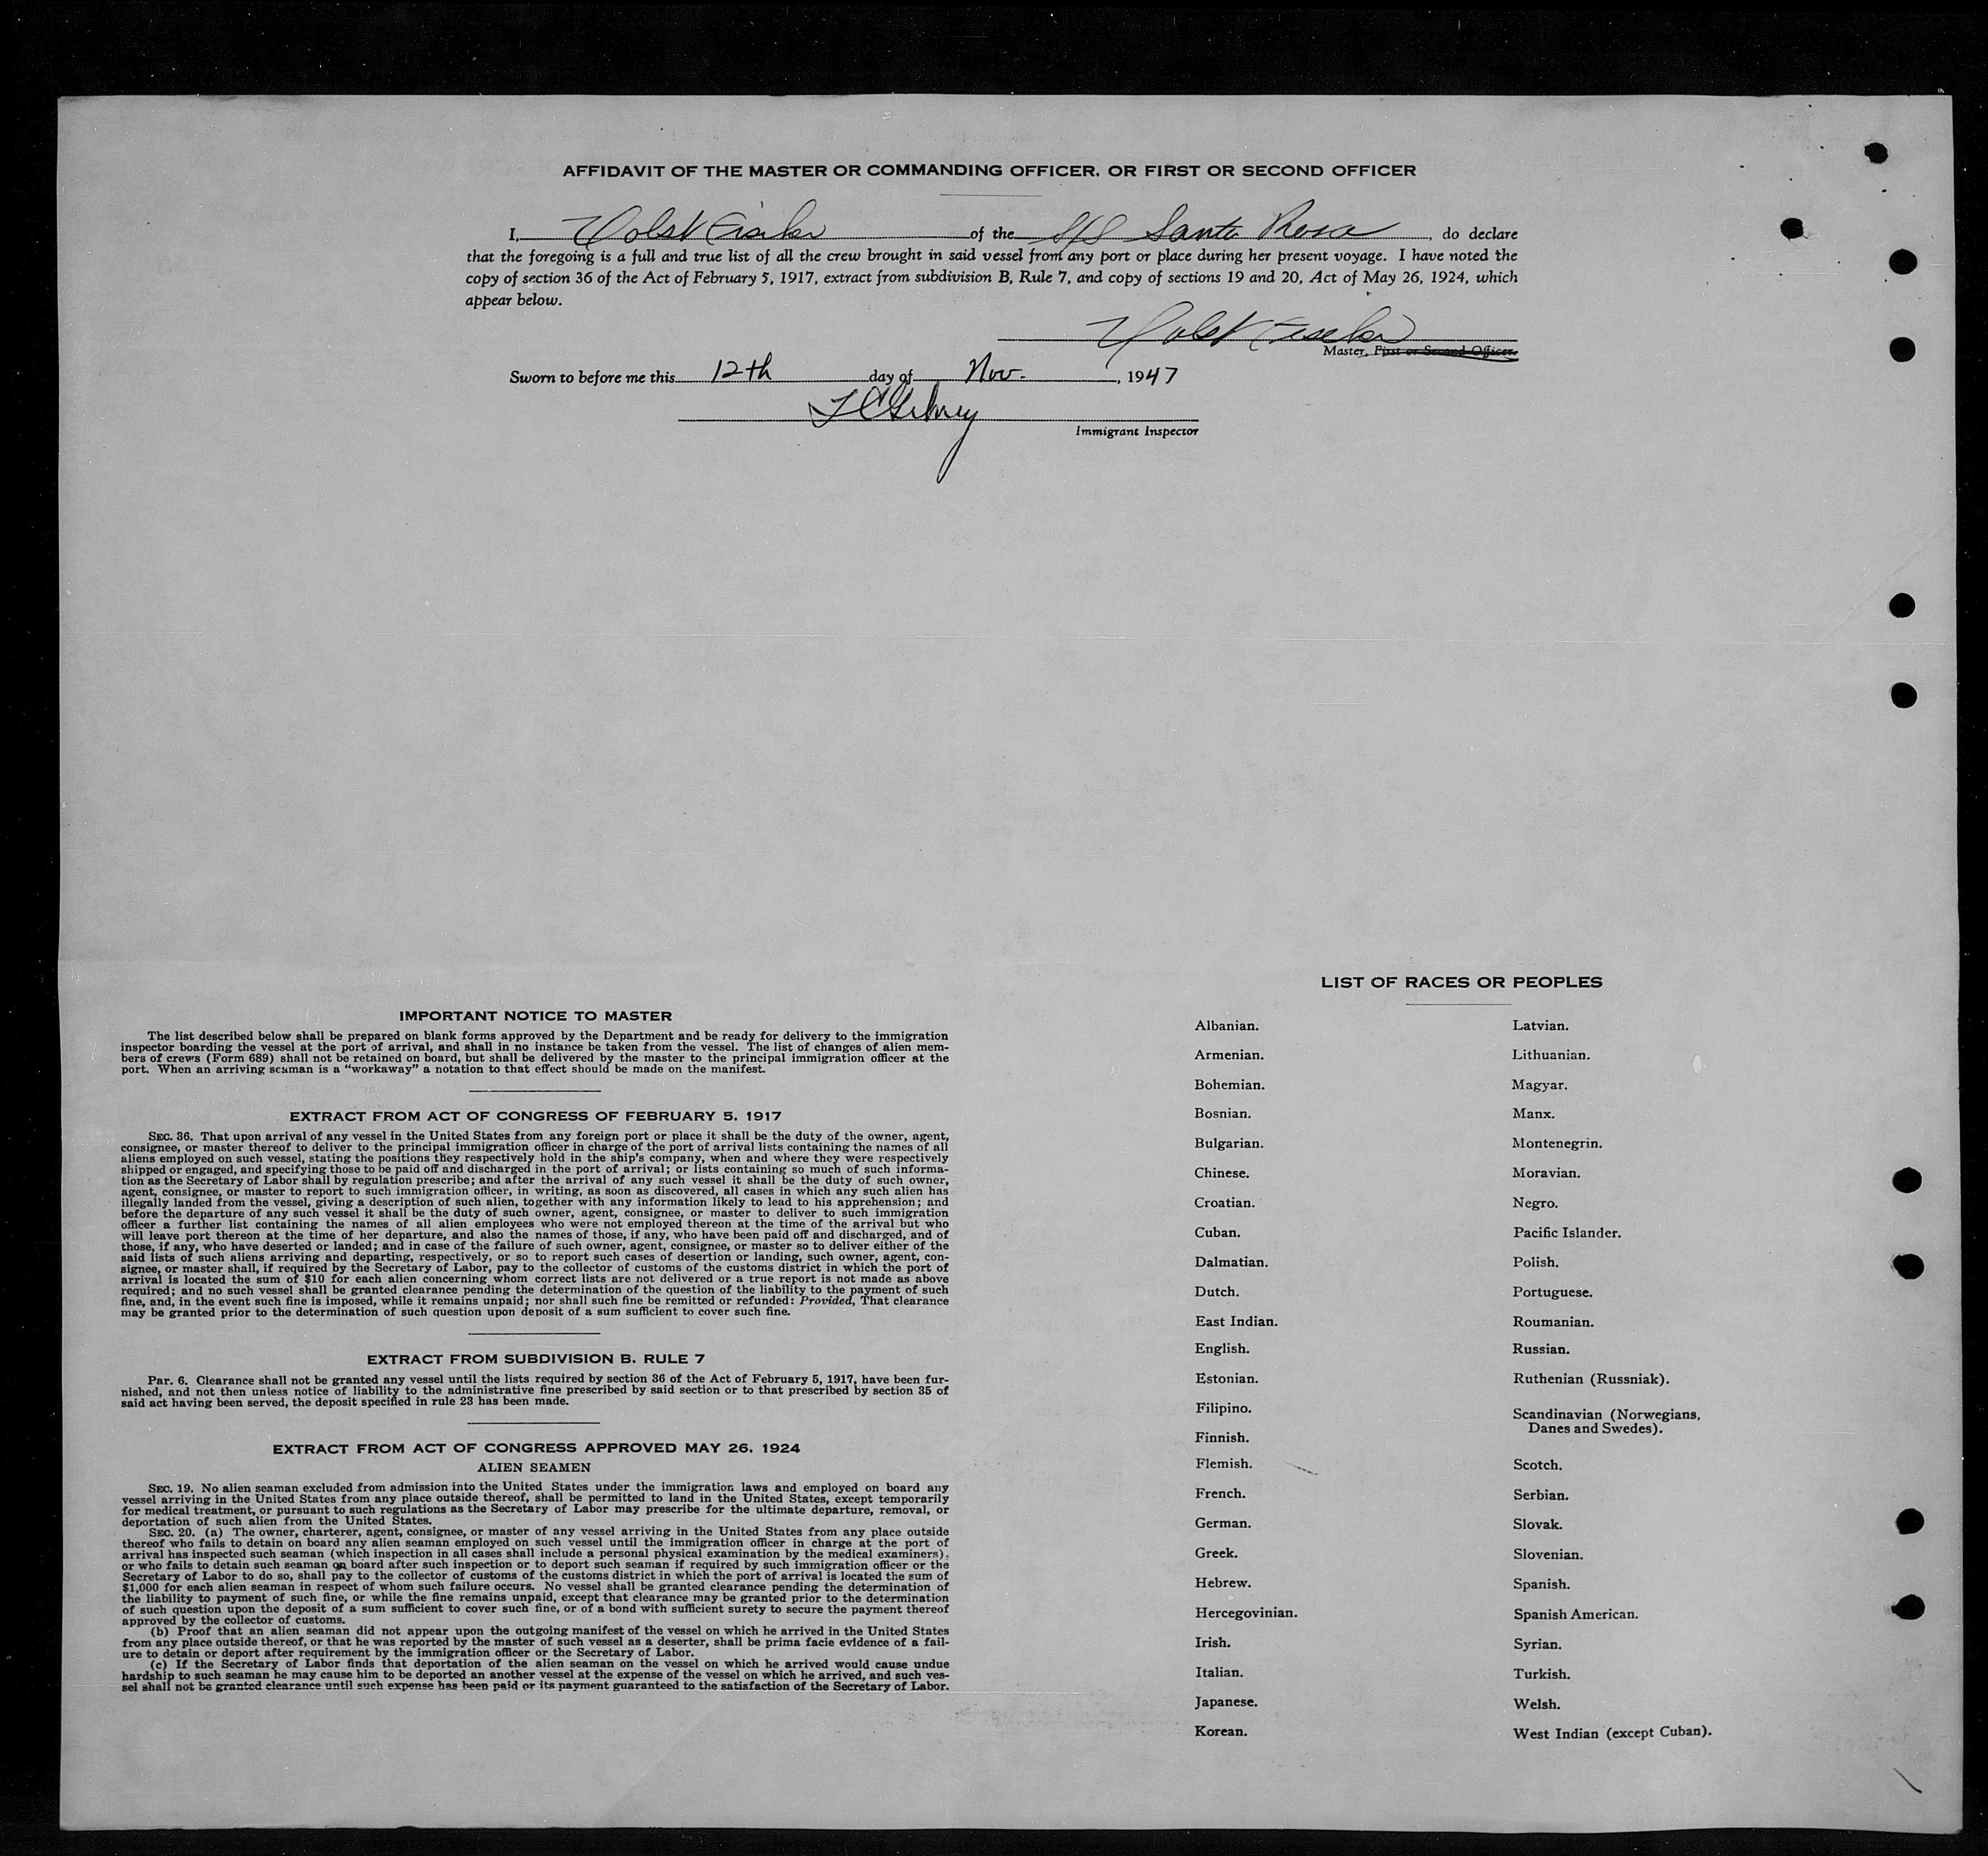 AFFIDAVIT OF THE MASTER OR COMMANDING OFFICER, OR FIRST OR SECOND OFFICER
I, of the S/S Santa Rosa, do declare
that the foregoing is a full and true list of all the crew brought in said vessel from any port or place during her present voyage. I have noted the
copy of section 36 of the Act of February 5, 1917, extract from subdivision B, Rule 7, and copy of sections 19 and 20, Act of May 26, 1924, which
appear below.
Master, First or Second Officer.
Sworn to before me this 12th day of Nov., 1947
Immigrant Inspector
IMPORTANT NOTICE TO MASTER
The list described below shall be prepared on blank forms approved by the Department and be ready for delivery to the immigration
inspector boarding the vessel at the port of arrival, and shall in no instance be taken from the vessel. The list of changes of alien mem-
bers of crews (Form 689) shall not be retained on board, but shall be delivered by the master to the principal immigration officer at the
port. When an arriving seaman is a "workaway" a notation to that effect should be made on the manifest.
EXTRACT FROM ACT OF CONGRESS OF FEBRUARY 5, 1917
SEC. 36. That upon arrival of any vessel in the United States from any foreign port or place it shall be the duty of the owner, agent,
consignee, or master thereof to deliver to the principal immigration officer in charge of the port of arrival lists containing the names of all
aliens employed on such vessel, stating the positions they respectively hold in the ship's company, when and where they were respectively
shipped or engaged, and specifying those to be paid off and discharged in the port of arrival; or lists containing so much of such informa-
tion as the Secretary of Labor shall by regulation prescribe; and after the arrival of any such vessel it shall be the duty of such owner,
agent, consignee, or master to report to such immigration officer, in writing, as soon as discovered, all cases in which any such alien has
illegally landed from the vessel, giving a description of such alien, together with any information likely to lead to his apprehension; and
before the departure of any such vessel it shall be the duty of such owner, agent, consignee, or master to deliver to such immigration
officer a further list containing the names of all alien employees who were not employed thereon at the time of the arrival but who
will leave port thereon at the time of her departure, and also the names of those, if any, who have been paid off and discharged, and of
those, if any, who have deserted or landed; and in case of the failure of such owner, agent, consignee, or master so to deliver either of the
said lists of such aliens arriving and departing, respectively, or so to report such cases of desertion or landing, such owner, agent, con-
signee, or master shall, if required by the Secretary of Labor, pay to the collector of customs of the customs district in which the port of
arrival is located the sum of $10 for each alien concerning whom correct lists are not delivered or a true report is not made as above
required; and no such vessel shall be granted clearance pending the determination of the question of the liability to the payment of such
fine, and, in the event such fine is imposed, while it remains unpaid; nor shall such fine be remitted or refunded: Provided, That clearance
may be granted prior to the determination of such question upon deposit of a sum sufficient to cover such fine.
EXTRACT FROM SUBDIVISION B, RULE 7
Par. 6. Clearance shall not be granted any vessel until the lists required by section 36 of the Act of February 5, 1917, have been fur-
nished, and not then unless notice of liability to the administrative fine prescribed by said section or to that prescribed by section 35 of
said act having been served, the deposit specified in rule 23 has been made.
EXTRACT FROM ACT OF CONGRESS APPROVED MAY 26, 1924
ALIEN SEAMEN
SEC. 19. No alien seaman excluded from admission into the United States under the immigration laws and employed on board any
vessel arriving in the United States from any place outside thereof, shall be permitted to land in the United States, except temporarily
for medical treatment, or pursuant to such regulations as the Secretary of Labor may prescribe for the ultimate departure, removal, or
deportation of such alien from the United States.
SEC. 20. (a) The owner, charterer, agent, consignee, or master of any vessel arriving in the United States from any place outside
thereof who fails to detain on board any alien seaman employed on such vessel until the immigration officer in charge at the port of
arrival has inspected such seaman (which inspection in all cases shall include a personal physical examination by the medical examiners),
or who fails to detain such seaman on board after such inspection or to deport such seaman if required by such immigration officer or the
Secretary of Labor to do so, shall pay to the collector of customs of the customs district in which the port of arrival is located the sum of
$1,000 for each alien seaman in respect of whom such failure occurs. No vessel shall be granted clearance pending the determination of
the liability to payment of such fine, or while the fine remains unpaid, except that clearance may be granted prior to the determination
of such question upon the deposit of a sum sufficient to cover such fine, or of a bond with sufficient surety to secure the payment thereof
approved by the collector of customs.
(b) Proof that an alien seaman did not appear upon the outgoing manifest of the vessel on which he arrived in the United States
from any place outside thereof, or that he was reported by the master of such vessel as a deserter, shall be prima facie evidence of a fail-
ure to detain or deport after requirement by the immigration officer or the Secretary of Labor.
(c) If the Secretary of Labor finds that deportation of the alien seaman on the vessel on which he arrived would cause undue
hardship to such seaman he may cause him to be deported an another vessel at the expense of the vessel on which he arrived, and such ves-
sel shall not be granted clearance until such expense has been paid or its payment guaranteed to the satisfaction of the Secretary of Labor.
LIST OF RACES OR PEOPLES
Albanian.
Armenian.
Bohemian.
Bosnian.
Bulgarian.
Chinese.
Croatian.
Cuban.
Dalmatian.
Dutch.
East Indian.
English.
Estonian.
Filipino.
Finnish.
Flemish.
French.
German.
Greek.
Hebrew.
Hercegovinian.
Irish.
Italian.
Japanese.
Korean.
Latvian.
Lithuanian.
Magyar.
Manx.
Montenegrin.
Moravian.
Negro.
Pacific Islander.
Polish.
Portuguese.
Roumanian.
Russian.
Ruthenian (Russniak).
Scandinavian (Norwegians,
Danes and Swedes).
Scotch.
Serbian.
Slovak.
Slovenian.
Spanish.
Spanish American.
Syrian.
Turkish.
Welsh.
West Indian (except Cuban).